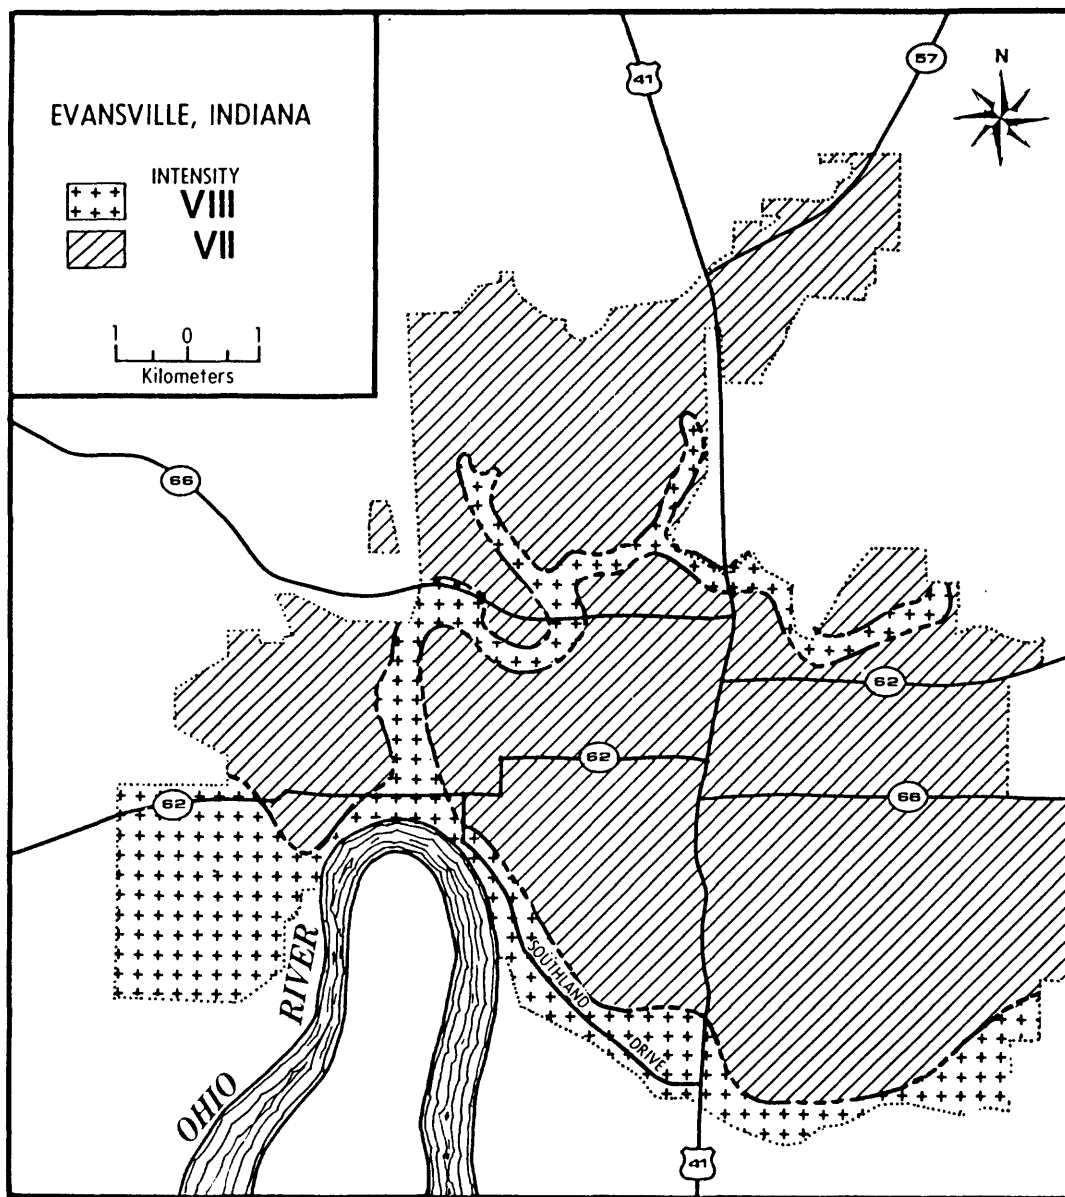 EVANSVILLE, INDIANA
INTENSITY
VIII
VII
1 0 1
Kilometers
41
57
N
66
62
62
62
66
SOUTHLAND
DRIVE
RIVER
OHIO
41